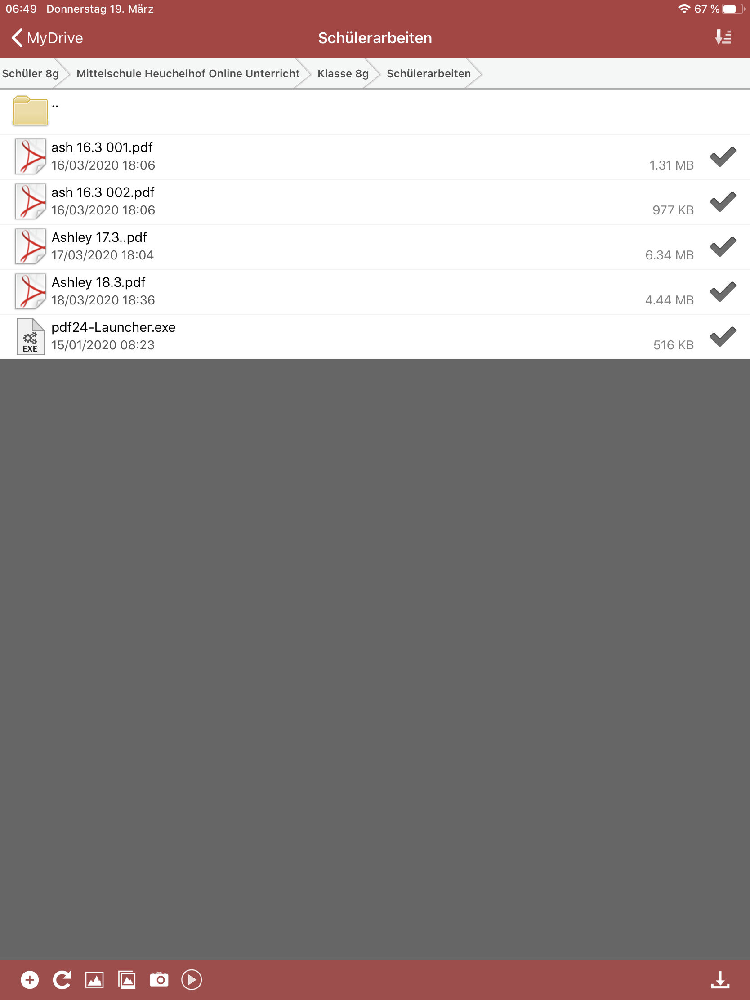 06:49 Donnerstag 19. März 67 %
MyDrive Schülerarbeiten
Schüler 8g Mittelschule Heuchelhof Online Unterricht Klasse 8g Schülerarbeiten
..
ash 16.3 001.pdf
16/03/2020 18:06 1.31 MB
ash 16.3 002.pdf
16/03/2020 18:06 977 KB
Ashley 17.3..pdf
17/03/2020 18:04 6.34 MB
Ashley 18.3.pdf
18/03/2020 18:36 4.44 MB
pdf24-Launcher.exe
EXE 15/01/2020 08:23 516 KB